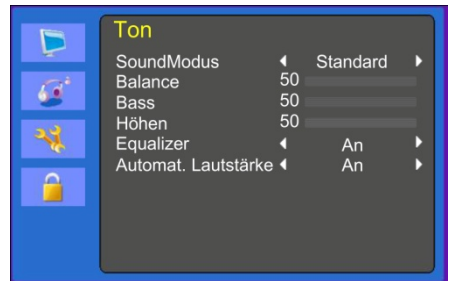 Ton
SoundModus Standard
Balance 50
Bass 50
Höhen 50
Equalizer An
Automat. Lautstärke An